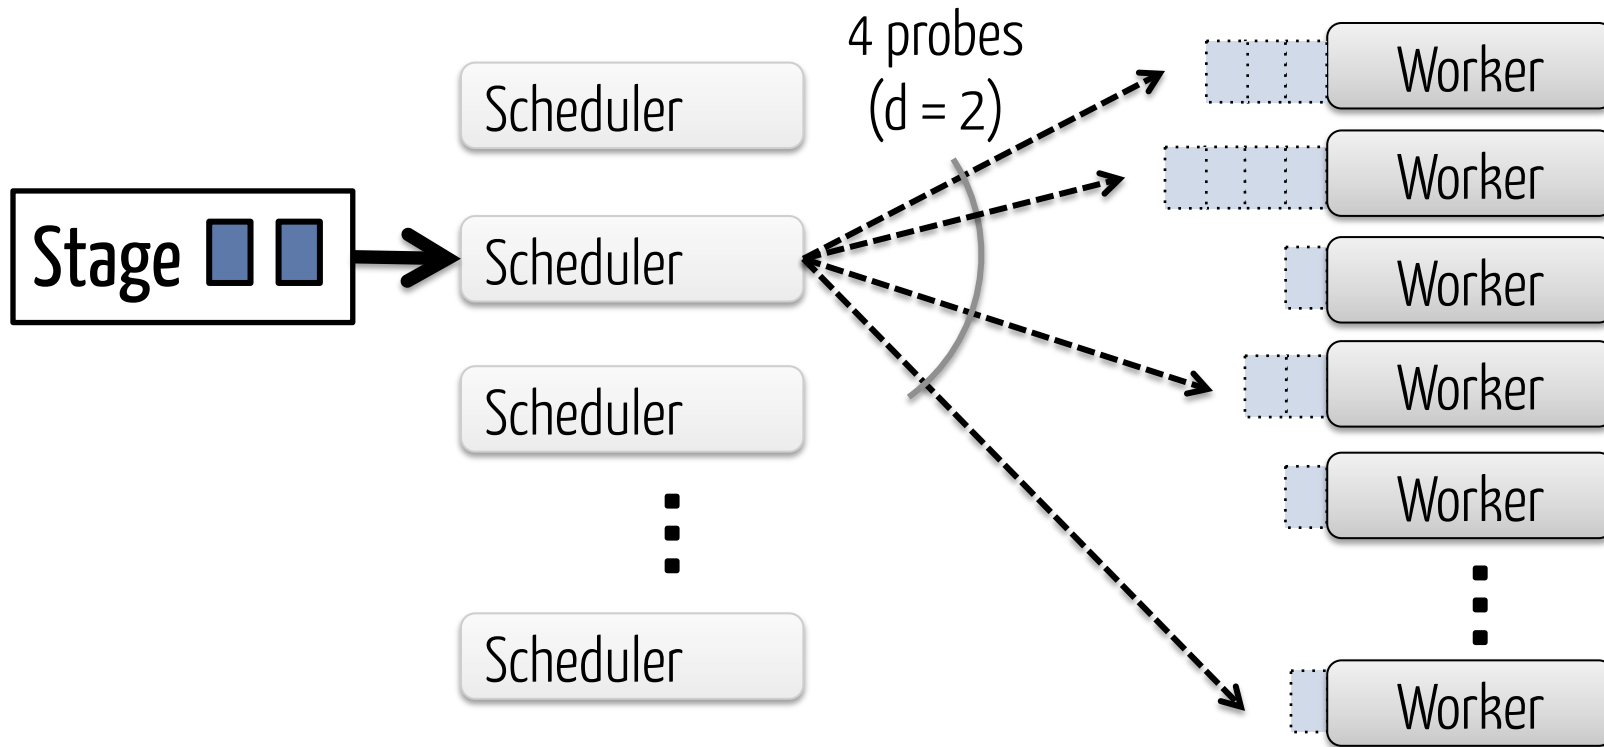 4 probes
(d = 2)
Stage
Scheduler
Scheduler
Scheduler
Scheduler
Worker
Worker
Worker
Worker
Worker
Worker